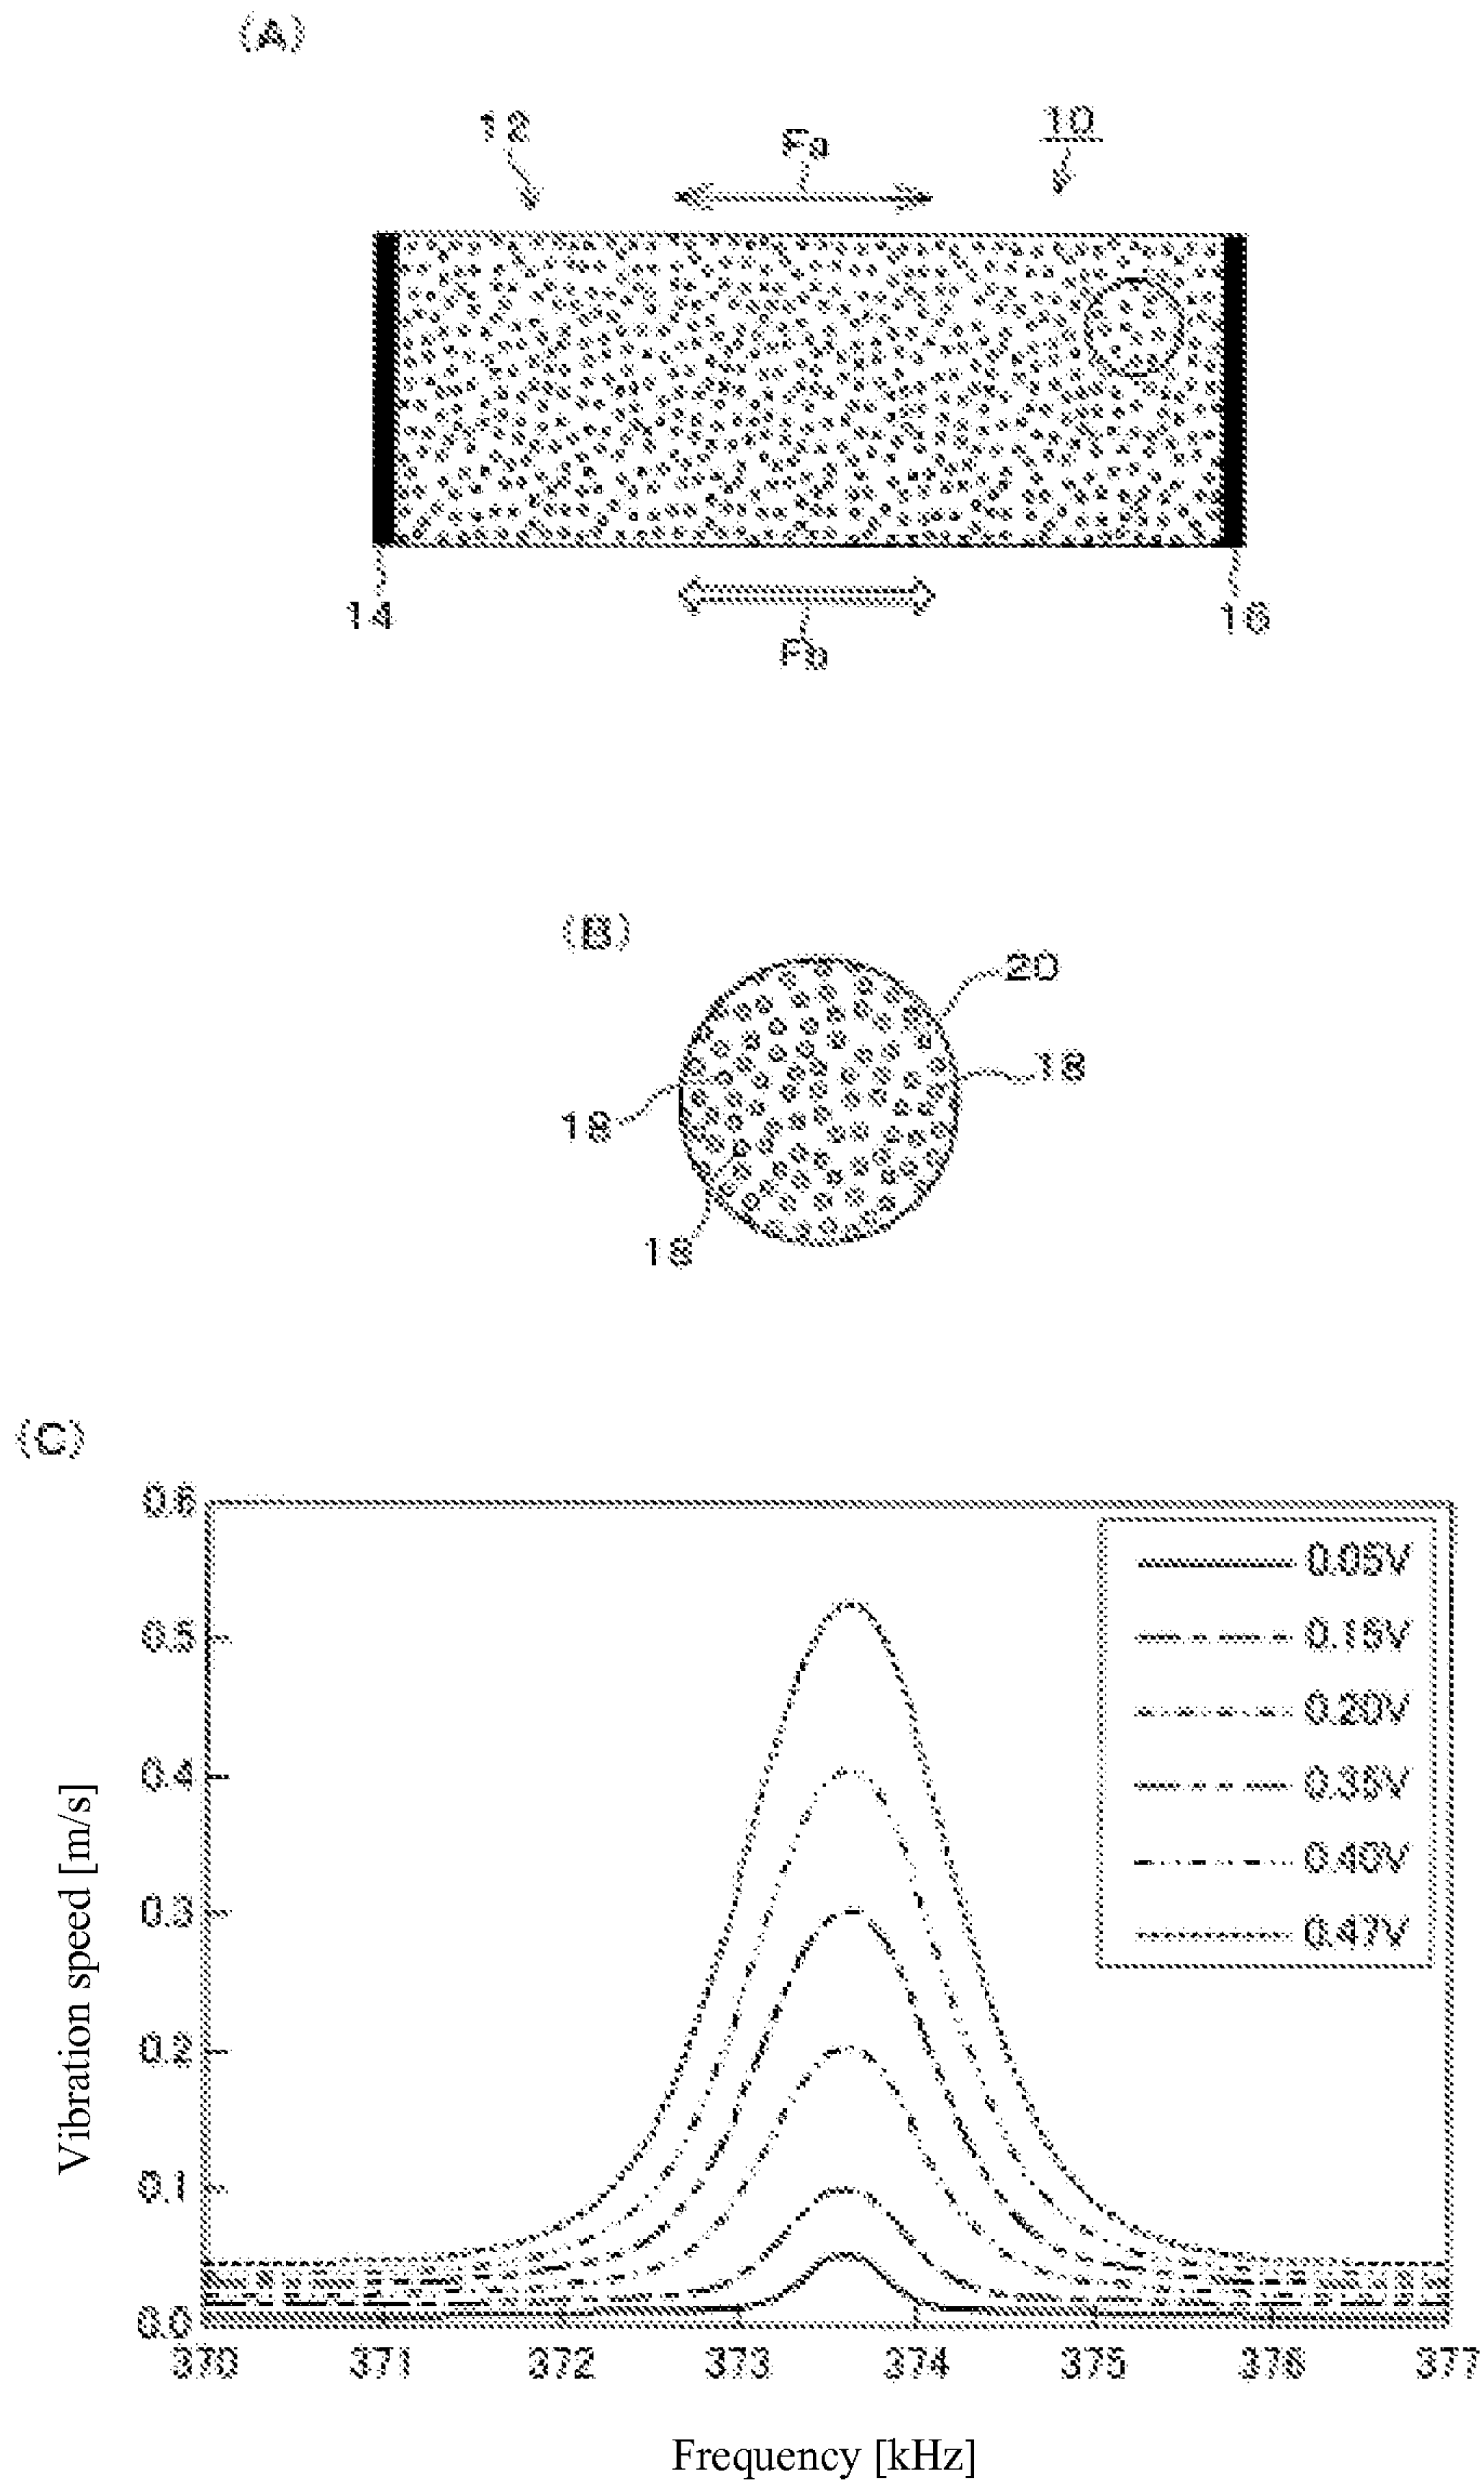 (A)
12
Fa
10
14
Fb
16
(B)
20
18
18
18
(C)
0.6
0.5
0.4
0.3
0.2
0.1
0.0
Vibration speed [m/s]
0.05V
0.15V
0.20V
0.35V
0.40V
0.47V
370 371 372 373 374 375 376 377
Frequency [kHz]